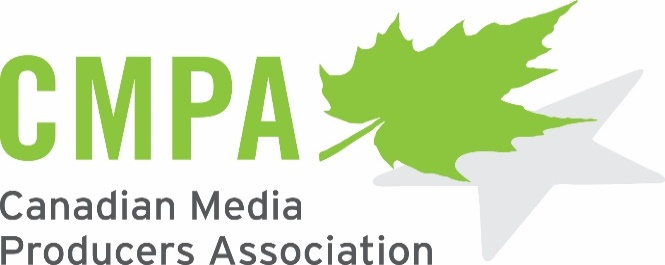 CMPA
Canadian Media
Producers Association